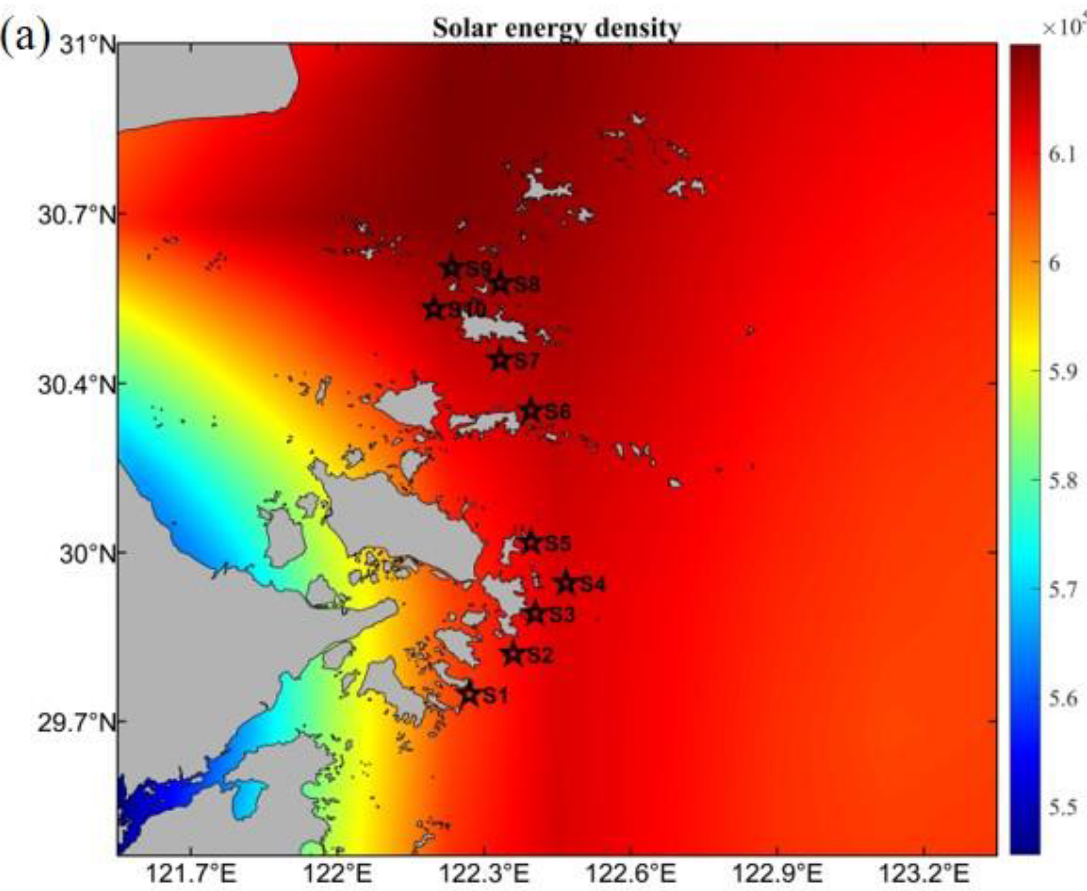 (a)
Solar energy density
×10⁴
31°N
30.7°N
30.4°N
30°N
29.7°N
S9
S8
S10
S7
S6
S5
S4
S3
S2
S1
6.1
6
5.9
5.8
5.7
5.6
5.5
121.7°E 122°E 122.3°E 122.6°E 122.9°E 123.2°E